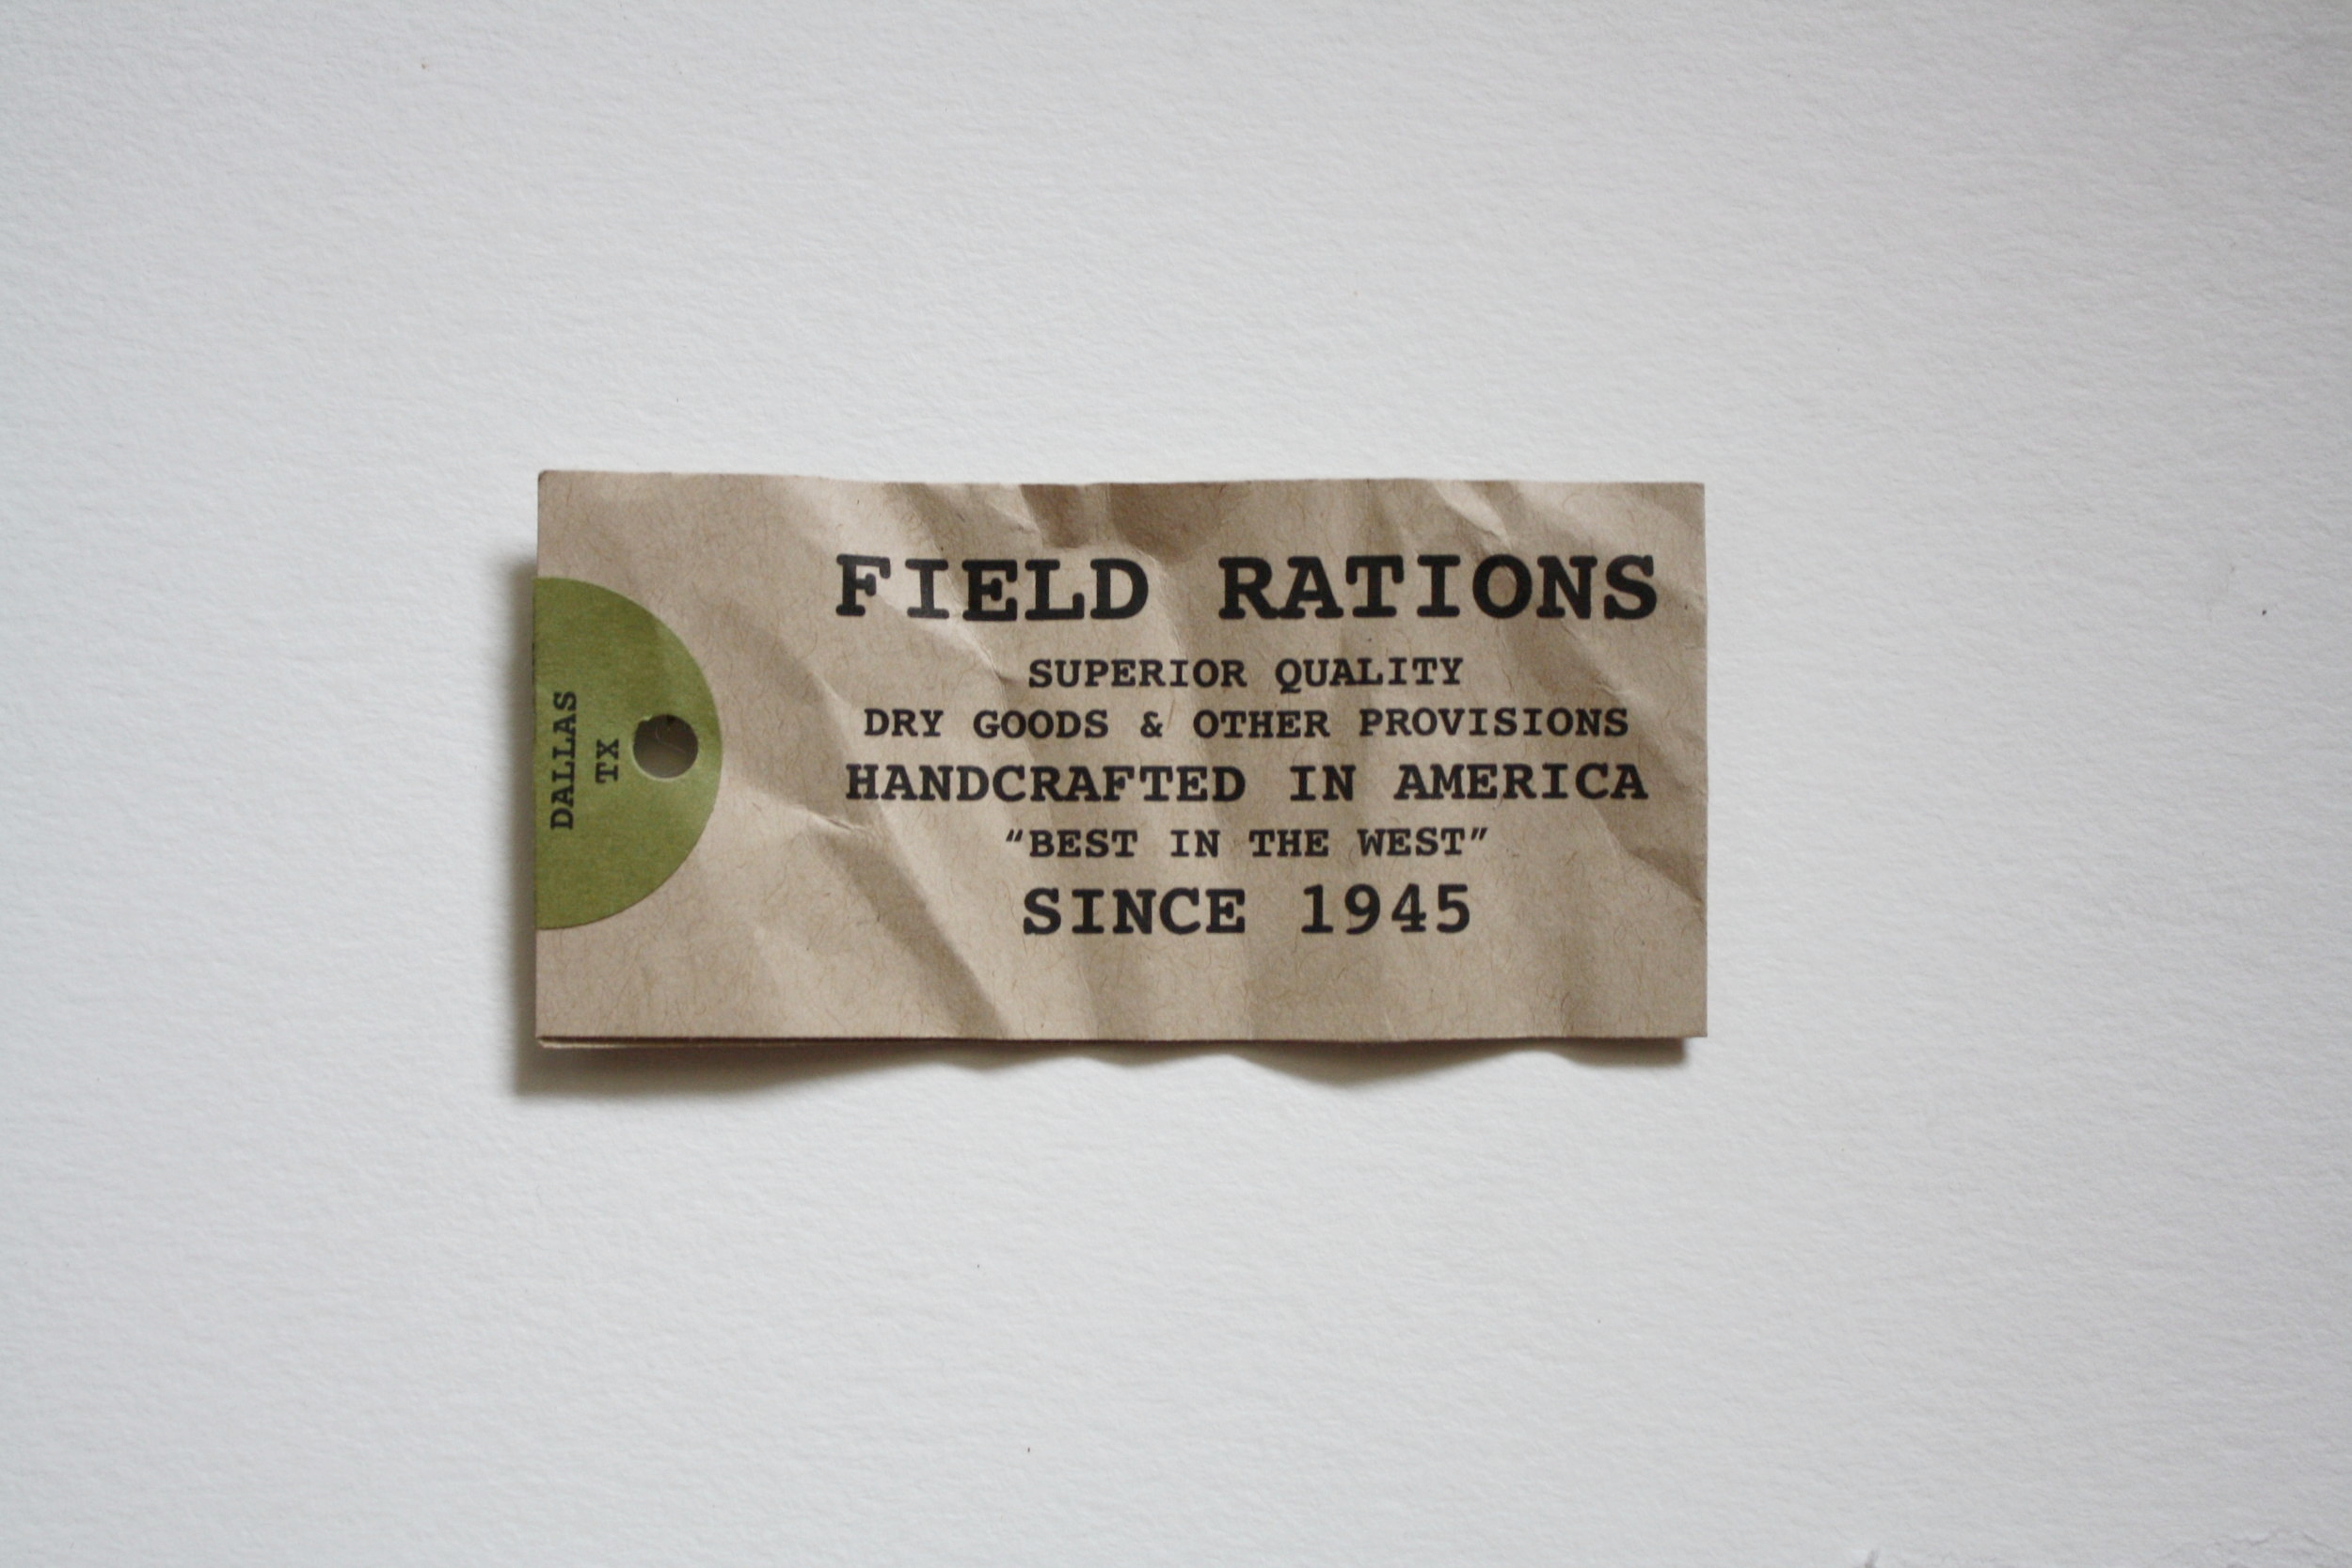 FIELD RATIONS
SUPERIOR QUALITY
DRY GOODS & OTHER PROVISIONS
HANDCRAFTED IN AMERICA
“BEST IN THE WEST”
SINCE 1945
DALLAS
TX